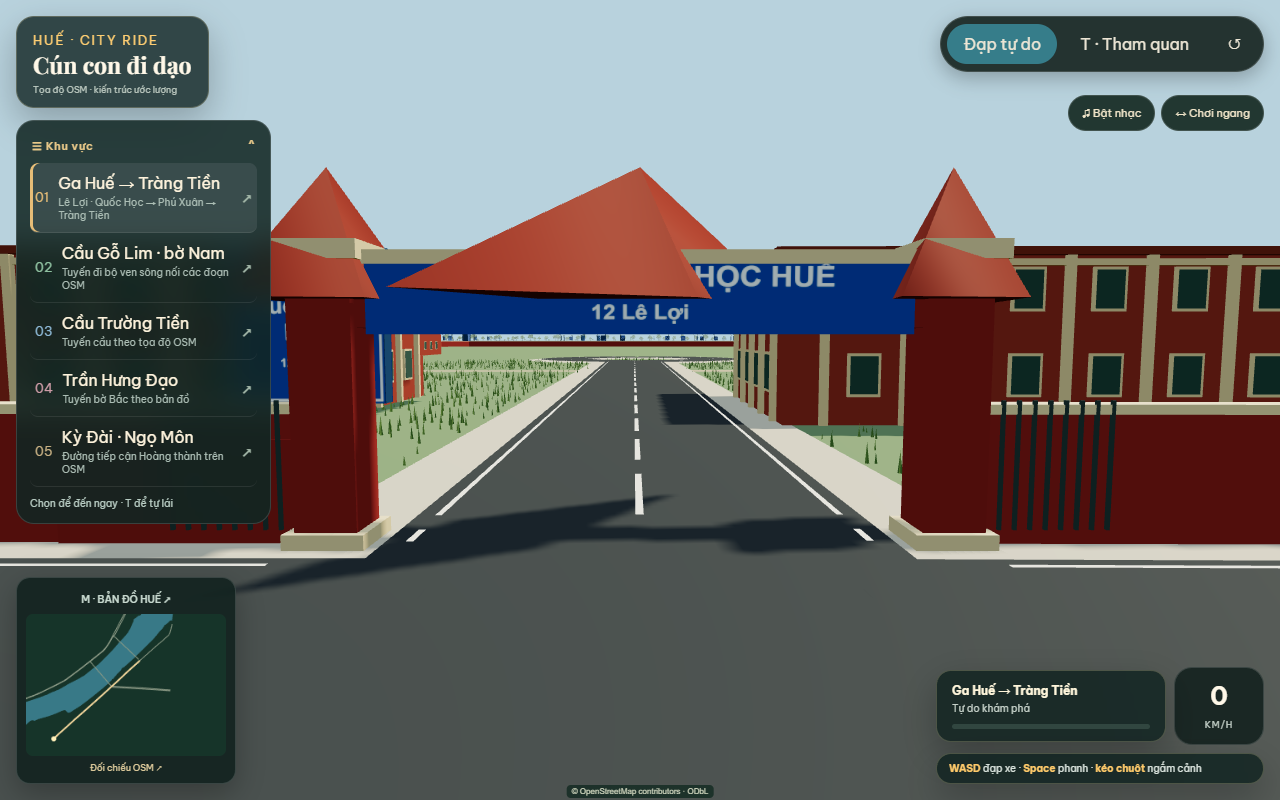 HUẾ · CITY RIDE
Cún con đi dạo
Tọa độ OSM · kiến trúc ước lượng
Đạp tự do
T · Tham quan
↺
♫ Bật nhạc
↔ Chơi ngang
☰ Khu vực
^
01
Ga Huế → Tràng Tiền
Lê Lợi · Quốc Học → Phú Xuân →
Tràng Tiền
↗
02
Cầu Gỗ Lim · bờ Nam
Tuyến đi bộ ven sông nối các đoạn
OSM
↗
03
Cầu Trường Tiền
Tuyến cầu theo tọa độ OSM
↗
04
Trần Hưng Đạo
Tuyến bờ Bắc theo bản đồ
↗
05
Kỳ Đài · Ngọ Môn
Đường tiếp cận Hoàng thành trên
OSM
↗
Chọn để đến ngay · T để tự lái
HỌC HUẾ
12 Lê Lợi
M · BẢN ĐỒ HUẾ ↗
Đối chiếu OSM ↗
Ga Huế → Tràng Tiền
Tự do khám phá
0
KM/H
WASD đạp xe · Space phanh · kéo chuột ngắm cảnh
© OpenStreetMap contributors · ODbL